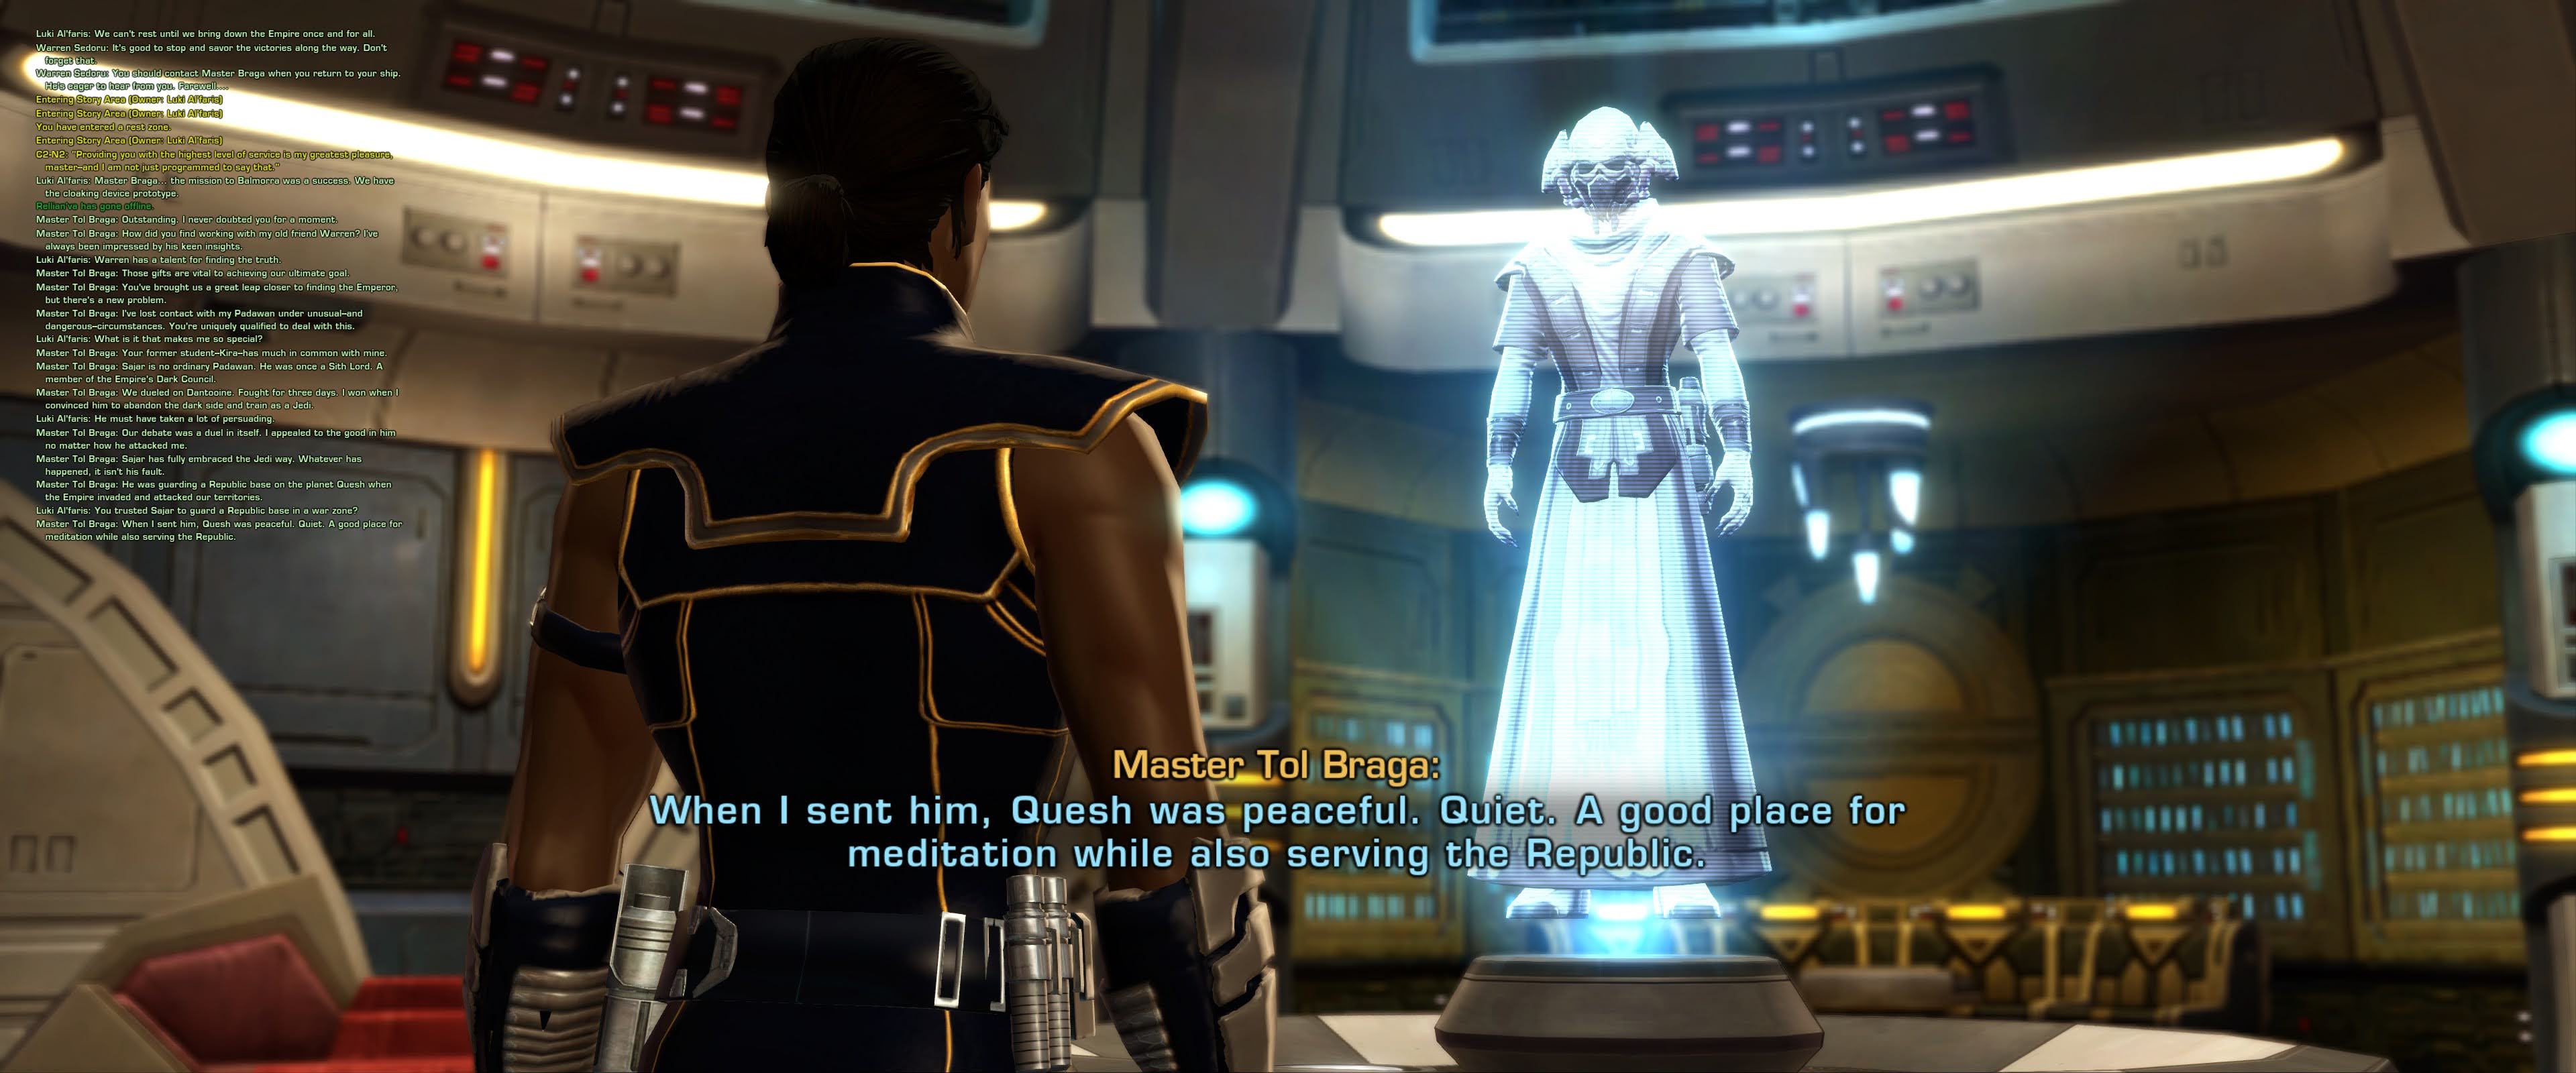 Luki Al'faris: We can't rest until we bring down the Empire once and for all.
Warren Sedoru: It's good to stop and savor the victories along the way. Don't
forget that.
Warren Sedoru: You should contact Master Braga when you return to your ship.
He's eager to hear from you. Farewell....
Entering Story Area (Owner: Luki Al'faris)
Entering Story Area (Owner: Luki Al'faris)
You have entered a rest zone.
Entering Story Area (Owner: Luki Al'faris)
C2-N2: "Providing you with the highest level of service is my greatest pleasure,
master—and I am not just programmed to say that."
Luki Al'faris: Master Braga... the mission to Balmorra was a success. We have
the cloaking device prototype.
Rellian'va has gone offline.
Master Tol Braga: Outstanding. I never doubted you for a moment.
Master Tol Braga: How did you find working with my old friend Warren? I've
always been impressed by his keen insights.
Luki Al'faris: Warren has a talent for finding the truth.
Master Tol Braga: Those gifts are vital to achieving our ultimate goal.
Master Tol Braga: You've brought us a great leap closer to finding the Emperor,
but there's a new problem.
Master Tol Braga: I've lost contact with my Padawan under unusual—and
dangerous—circumstances. You're uniquely qualified to deal with this.
Luki Al'faris: What is it that makes me so special?
Master Tol Braga: Your former student—Kira—has much in common with mine.
Master Tol Braga: Sajar is no ordinary Padawan. He was once a Sith Lord. A
member of the Empire's Dark Council.
Master Tol Braga: We dueled on Dantooine. Fought for three days. I won when I
convinced him to abandon the dark side and train as a Jedi.
Luki Al'faris: He must have taken a lot of persuading.
Master Tol Braga: Our debate was a duel in itself. I appealed to the good in him
no matter how he attacked me.
Master Tol Braga: Sajar has fully embraced the Jedi way. Whatever has
happened, it isn't his fault.
Master Tol Braga: He was guarding a Republic base on the planet Quesh when
the Empire invaded and attacked our territories.
Luki Al'faris: You trusted Sajar to guard a Republic base in a war zone?
Master Tol Braga: When I sent him, Quesh was peaceful. Quiet. A good place for
meditation while also serving the Republic.
Master Tol Braga:
When I sent him, Quesh was peaceful. Quiet. A good place for
meditation while also serving the Republic.